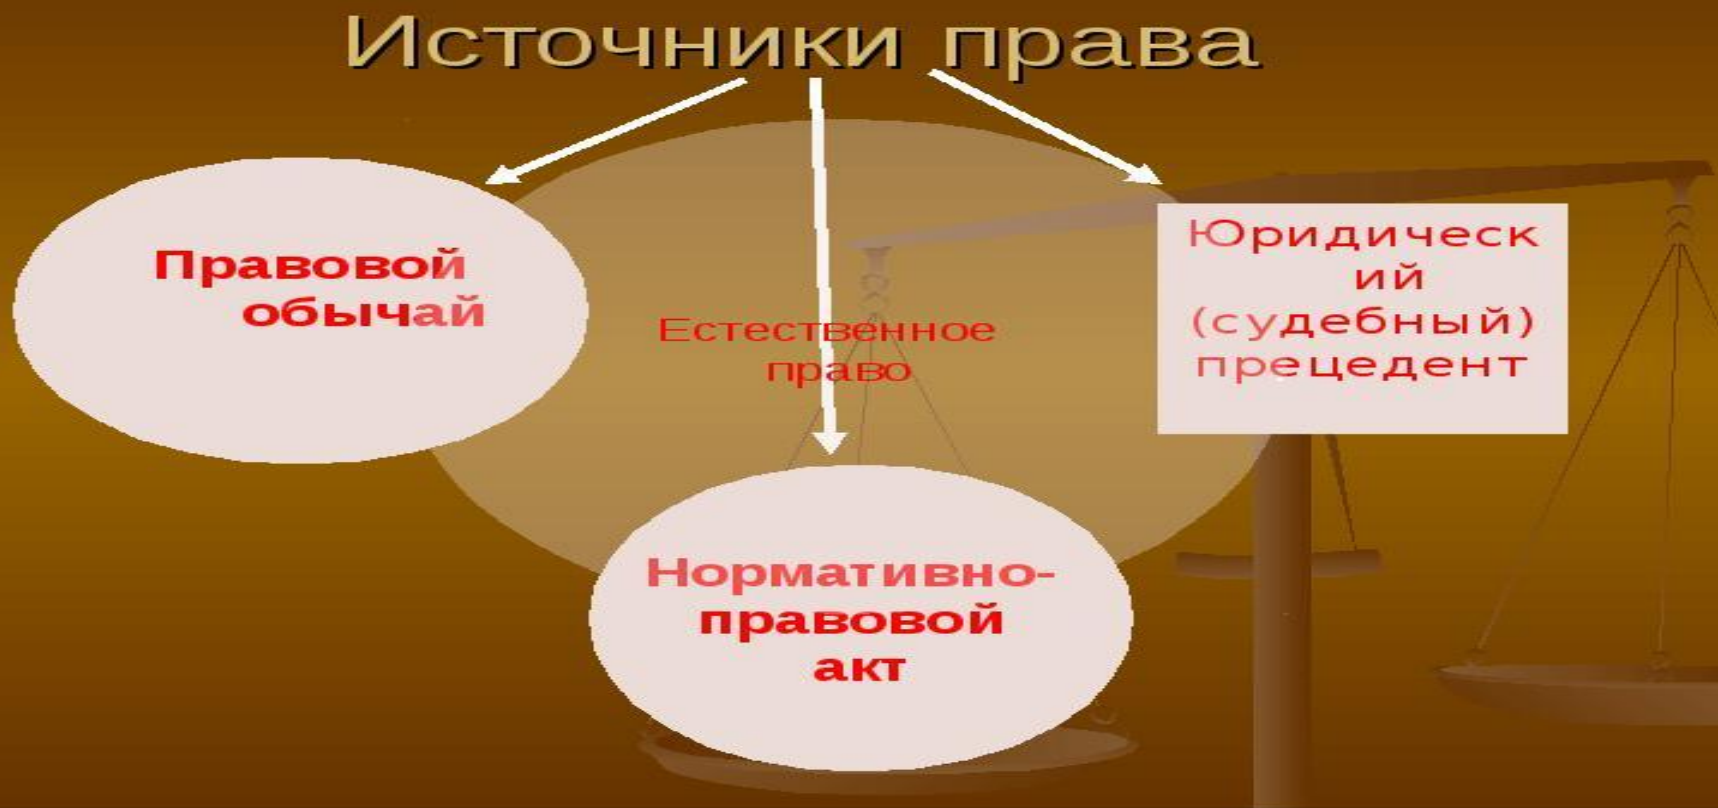 Источники права
Правовой
обычай
Естественное
право
Юридическ
ий
(судебный)
прецедент
Нормативно-
правовой
акт